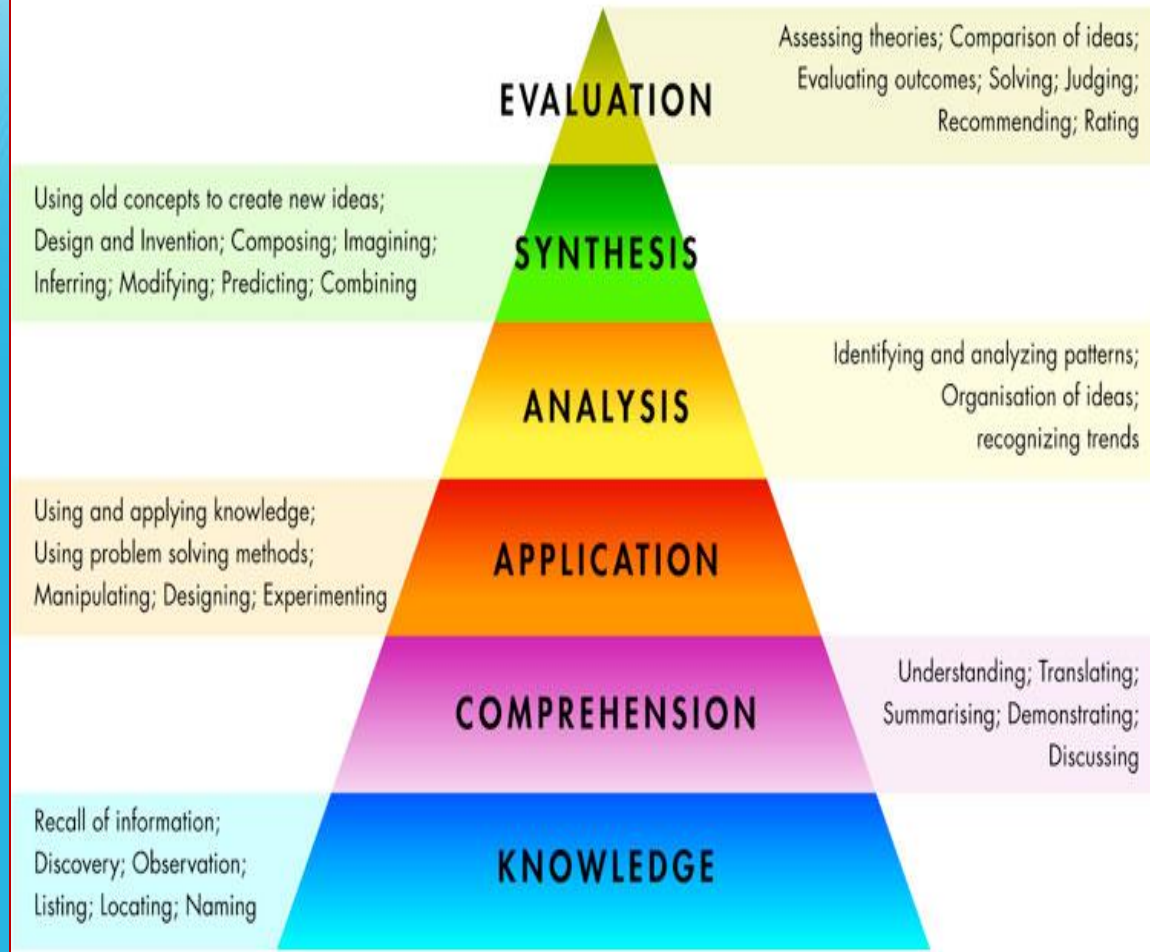 EVALUATION
Assessing theories; Comparison of ideas;
Evaluating outcomes; Solving; Judging;
Recommending; Rating
Using old concepts to create new ideas;
Design and Invention; Composing; Imagining;
Inferring; Modifying; Predicting; Combining
SYNTHESIS
ANALYSIS
Identifying and analyzing patterns;
Organisation of ideas;
recognizing trends
Using and applying knowledge;
Using problem solving methods;
Manipulating; Designing; Experimenting
APPLICATION
COMPREHENSION
Understanding; Translating;
Summarising; Demonstrating;
Discussing
Recall of information;
Discovery; Observation;
Listing; Locating; Naming
KNOWLEDGE